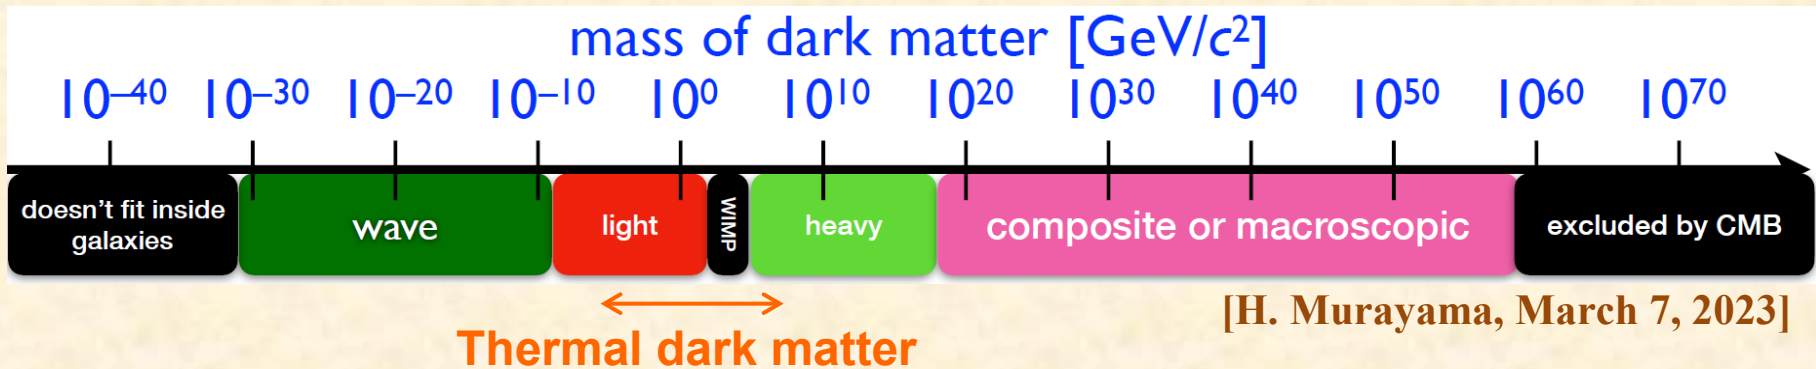 mass of dark matter [GeV/c²]
10⁻⁴⁰ 10⁻³⁰ 10⁻²⁰ 10⁻¹⁰ 10⁰ 10¹⁰ 10²⁰ 10³⁰ 10⁴⁰ 10⁵⁰ 10⁶⁰ 10⁷⁰
doesn't fit inside
galaxies
wave
light
WIMP
heavy
composite or macroscopic
excluded by CMB
Thermal dark matter
[H. Murayama, March 7, 2023]